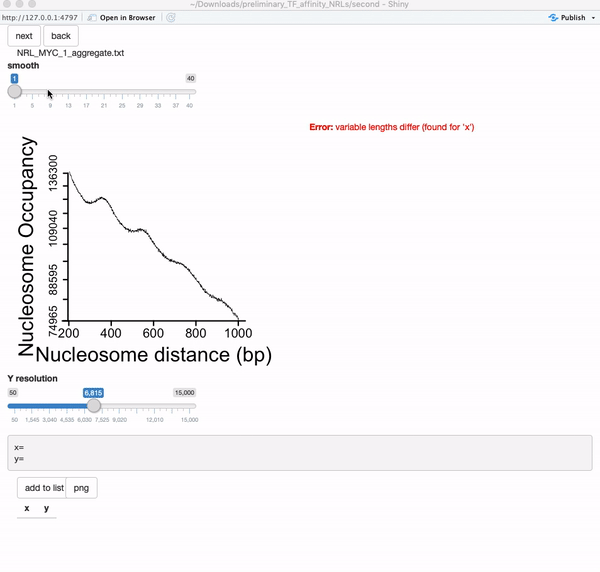 ~/Downloads/preliminary_TF_affinity_NRLs/second - Shiny
http://127.0.0.1:4797 Open in Browser Publish
next back
NRL_MYC_1_aggregate.txt
smooth
1 40
1 5 9 13 17 21 25 29 33 37 40
Error: variable lengths differ (found for 'x')
Nucleosome Occupancy
136300
109040
88595
74965
200 400 600 800 1000
Nucleosome distance (bp)
Y resolution
50 6,815 15,000
50 1,545 3,040 4,535 6,030 7,525 9,020 12,010 15,000
x=
y=
add to list png
x y